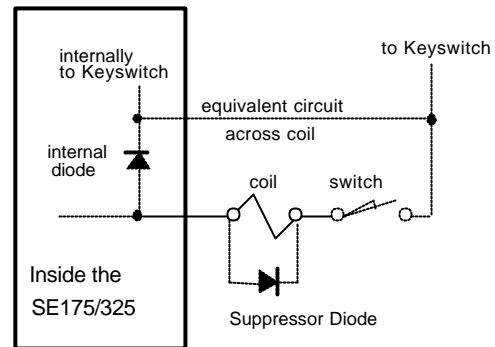 internally
to Keyswitch
to Keyswitch
equivalent circuit
across coil
internal
diode
coil
switch
Inside the
SE175/325
Suppressor Diode